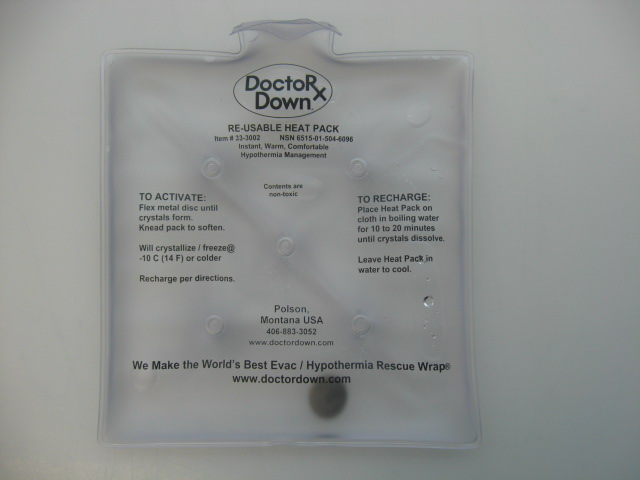 DoctoRx
Down
RE-USABLE HEAT PACK
Item # 33-3002 NSN 6515-01-504-6096
Instant, Warm, Comfortable
Hypothermia Management
Contents are
non-toxic
TO ACTIVATE:
Flex metal disc until
crystals form.
Knead pack to soften.
Will crystallize / freeze@
-10 C (14 F) or colder
Recharge per directions.
TO RECHARGE:
Place Heat Pack on
cloth in boiling water
for 10 to 20 minutes
until crystals dissolve.
Leave Heat Pack in
water to cool.
Polson,
Montana USA
406-883-3052
www.doctordown.com
We Make the World's Best Evac / Hypothermia Rescue Wrap®
www.doctordown.com